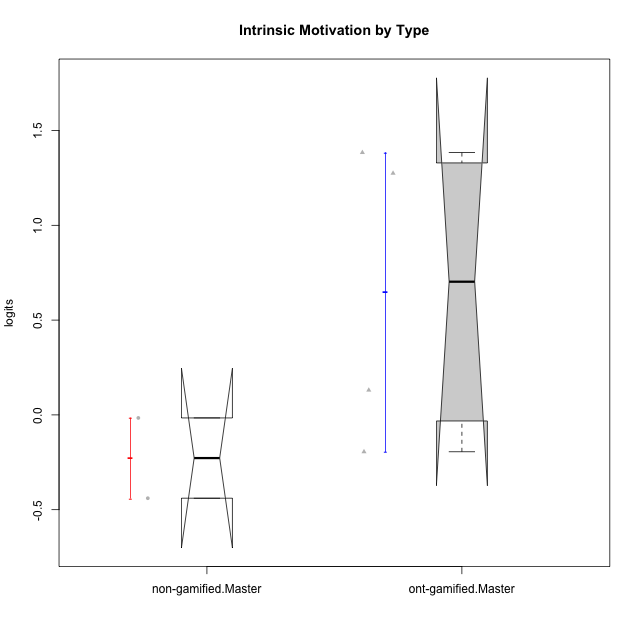 Intrinsic Motivation by Type
logits
1.5
1.0
0.5
0.0
-0.5
non-gamified.Master
ont-gamified.Master